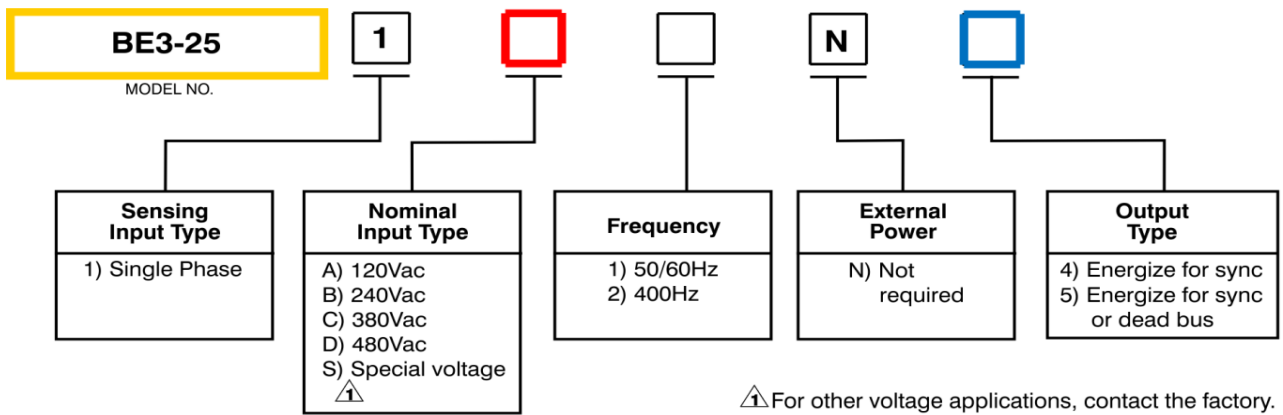 BE3-25
1
N
MODEL NO.
Sensing
Input Type
1) Single Phase
Nominal
Input Type
A) 120Vac
B) 240Vac
C) 380Vac
D) 480Vac
S) Special voltage
1
Frequency
1) 50/60Hz
2) 400Hz
External
Power
N) Not
required
Output
Type
4) Energize for sync
5) Energize for sync
or dead bus
1 For other voltage applications, contact the factory.